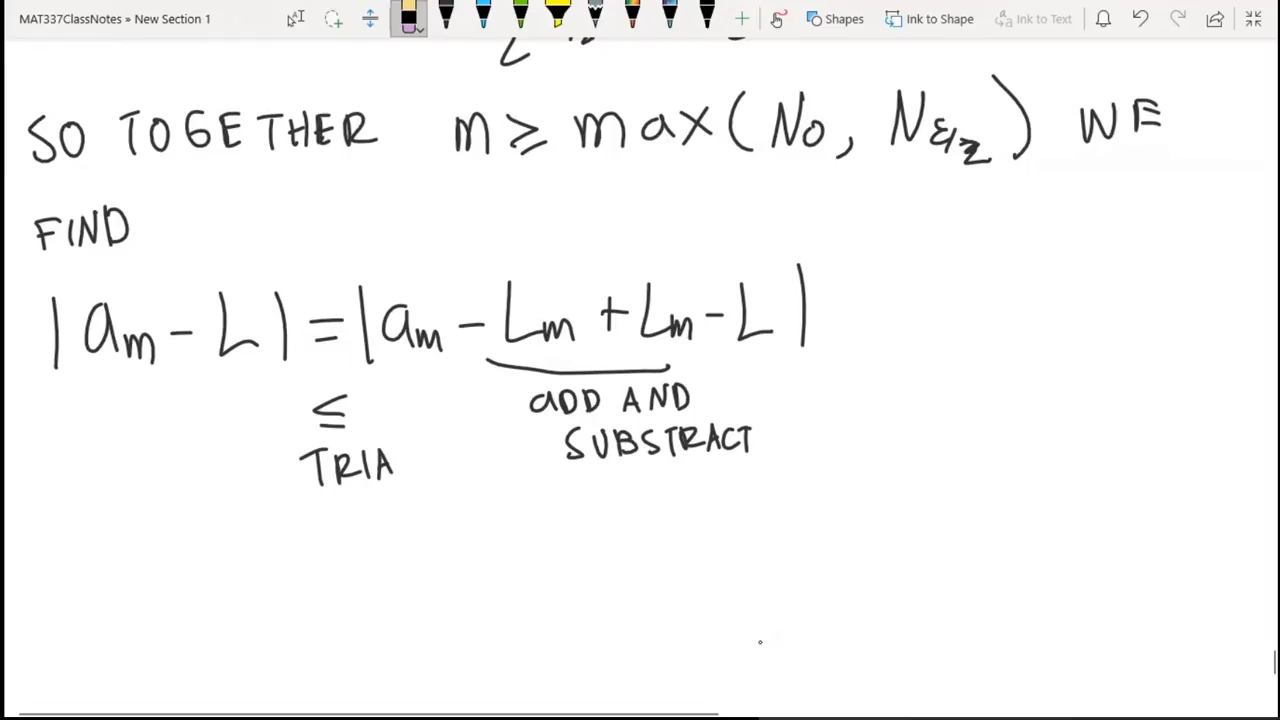 MAT337ClassNotes » New Section 1
Shapes
Ink to Shape
Ink to Text
SO TOGETHER m ≥ max(N₀, N_{ε/2}) WE
FIND
|aₘ - L| = |aₘ - Lₘ + Lₘ - L|
≤ ADD AND
TRIA SUBSTRACT